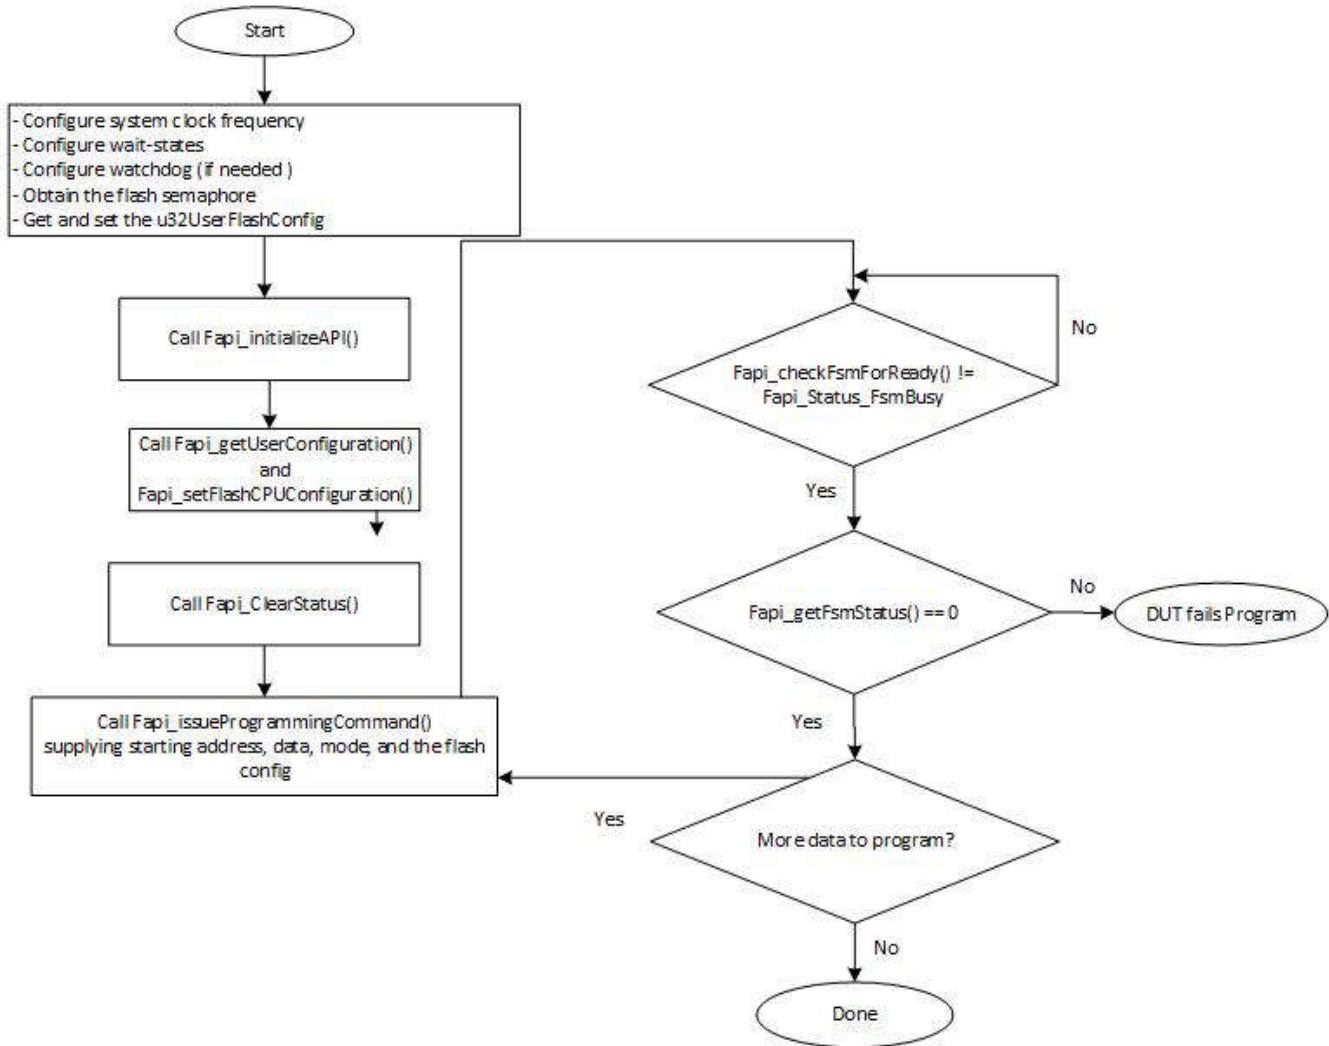 Start
- Configure system clock frequency
- Configure wait-states
- Configure watchdog (if needed )
- Obtain the flash semaphore
- Get and set the u32UserFlashConfig
Call Fapi_initializeAPI()
Call Fapi_getUserConfiguration()
and
Fapi_setFlashCPUConfiguration()
Call Fapi_ClearStatus()
Call Fapi_issueProgrammingCommand()
supplying starting address, data, mode, and the flash
config
Fapi_checkFsmForReady() !=
Fapi_Status_FsmBusy
No
Yes
Fapi_getFsmStatus() == 0
No
DUT fails Program
Yes
More data to program?
Yes
No
Done